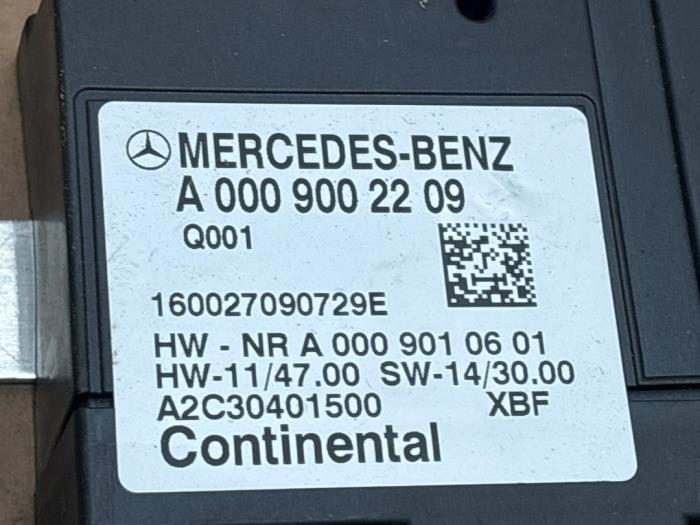 MERCEDES-BENZ
A 000 900 22 09
Q001
160027090729E
HW - NR A 000 901 06 01
HW-11/47.00 SW-14/30.00
A2C30401500 XBF
Continental